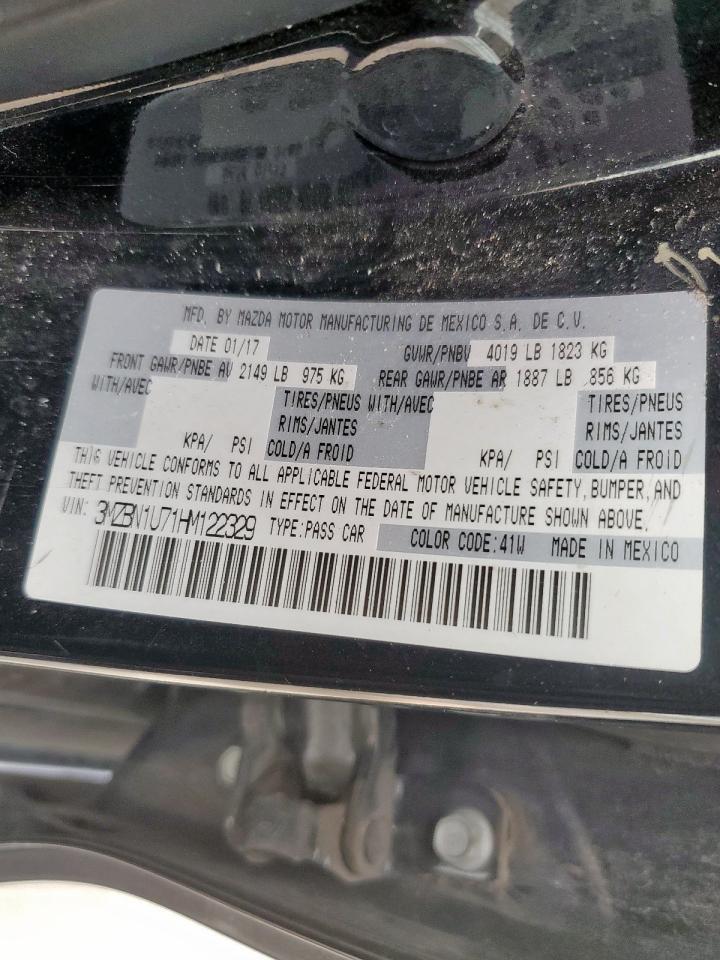 MFD. BY MAZDA MOTOR MANUFACTURING DE MEXICO S.A. DE C.V.
DATE 01/17 GVWR/PNBV 4019 LB 1823 KG
FRONT GAWR/PNBE AV 2149 LB 975 KG REAR GAWR/PNBE AR 1887 LB 856 KG
WITH/AVEC TIRES/PNEUS WITH/AVEC TIRES/PNEUS
RIMS/JANTES RIMS/JANTES
KPA/ PSI COLD/A FROID KPA/ PSI COLD/A FROID
THIS VEHICLE CONFORMS TO ALL APPLICABLE FEDERAL MOTOR VEHICLE SAFETY, BUMPER, AND
THEFT PREVENTION STANDARDS IN EFFECT ON THE DATE OF MANUFACTURE SHOWN ABOVE.
VIN: 3MZBN1U71HM122329 TYPE:PASS CAR COLOR CODE:41W MADE IN MEXICO